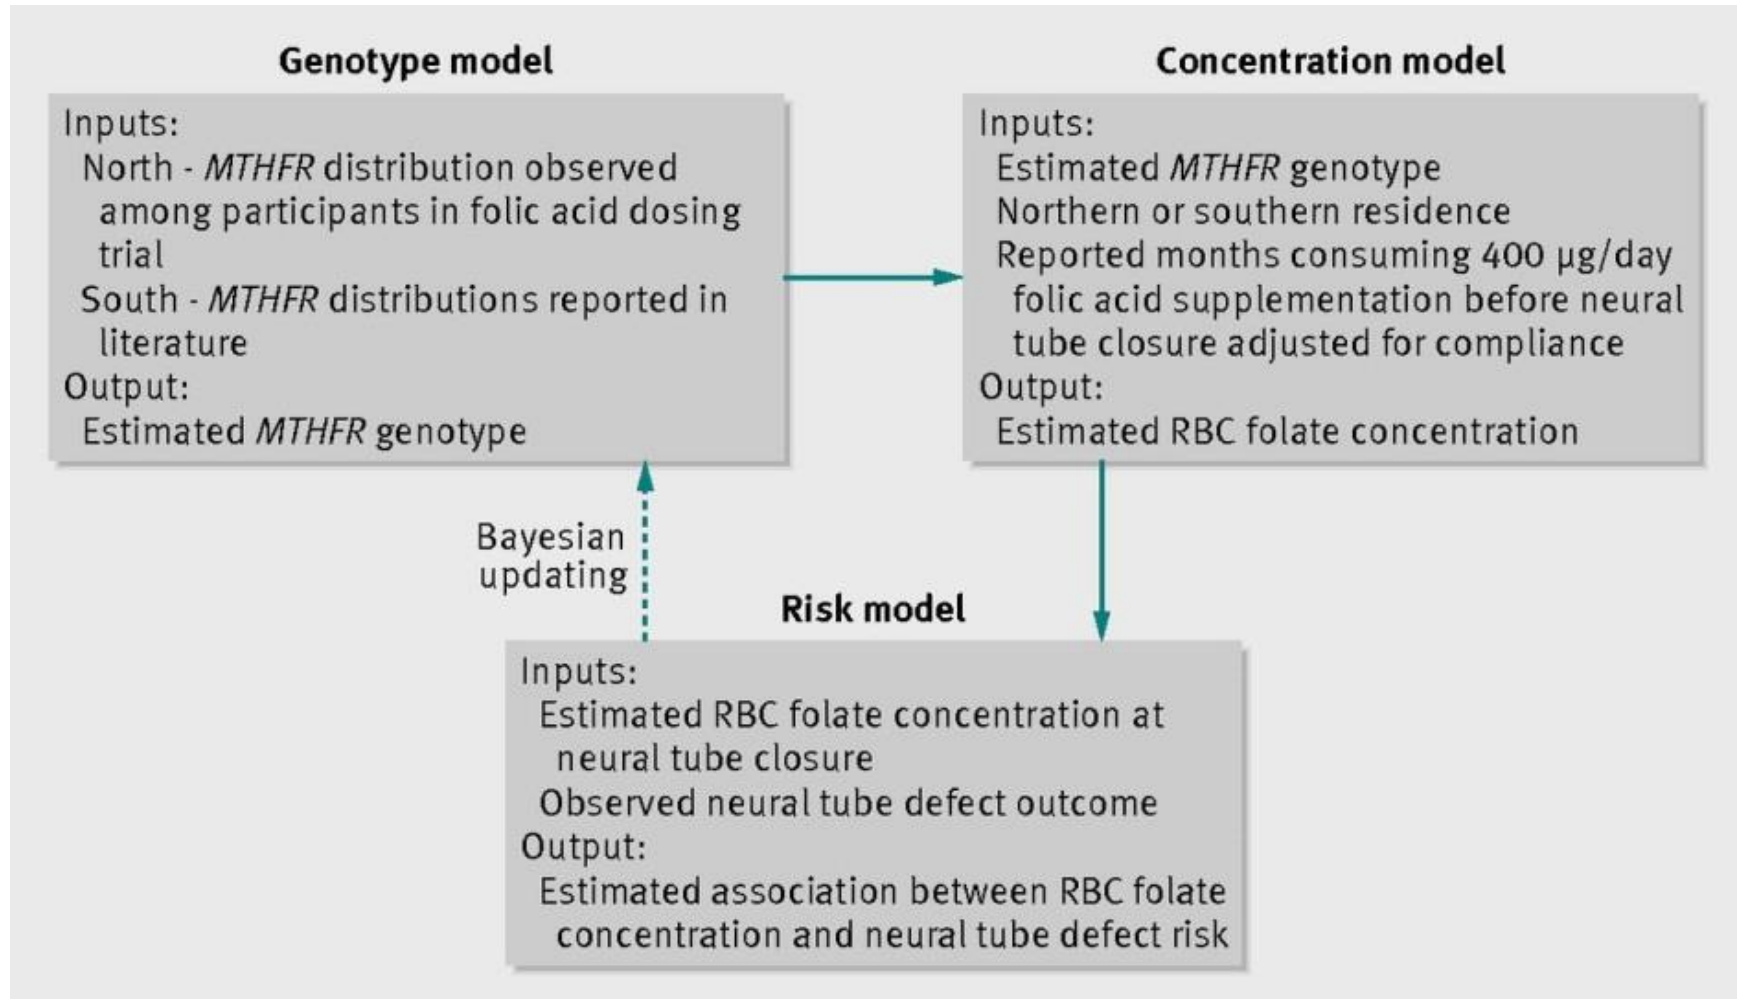 Genotype model
Inputs:
North - MTHFR distribution observed
among participants in folic acid dosing
trial
South - MTHFR distributions reported in
literature
Output:
Estimated MTHFR genotype
Concentration model
Inputs:
Estimated MTHFR genotype
Northern or southern residence
Reported months consuming 400 µg/day
folic acid supplementation before neural
tube closure adjusted for compliance
Output:
Estimated RBC folate concentration
Bayesian
updating
Risk model
Inputs:
Estimated RBC folate concentration at
neural tube closure
Observed neural tube defect outcome
Output:
Estimated association between RBC folate
concentration and neural tube defect risk